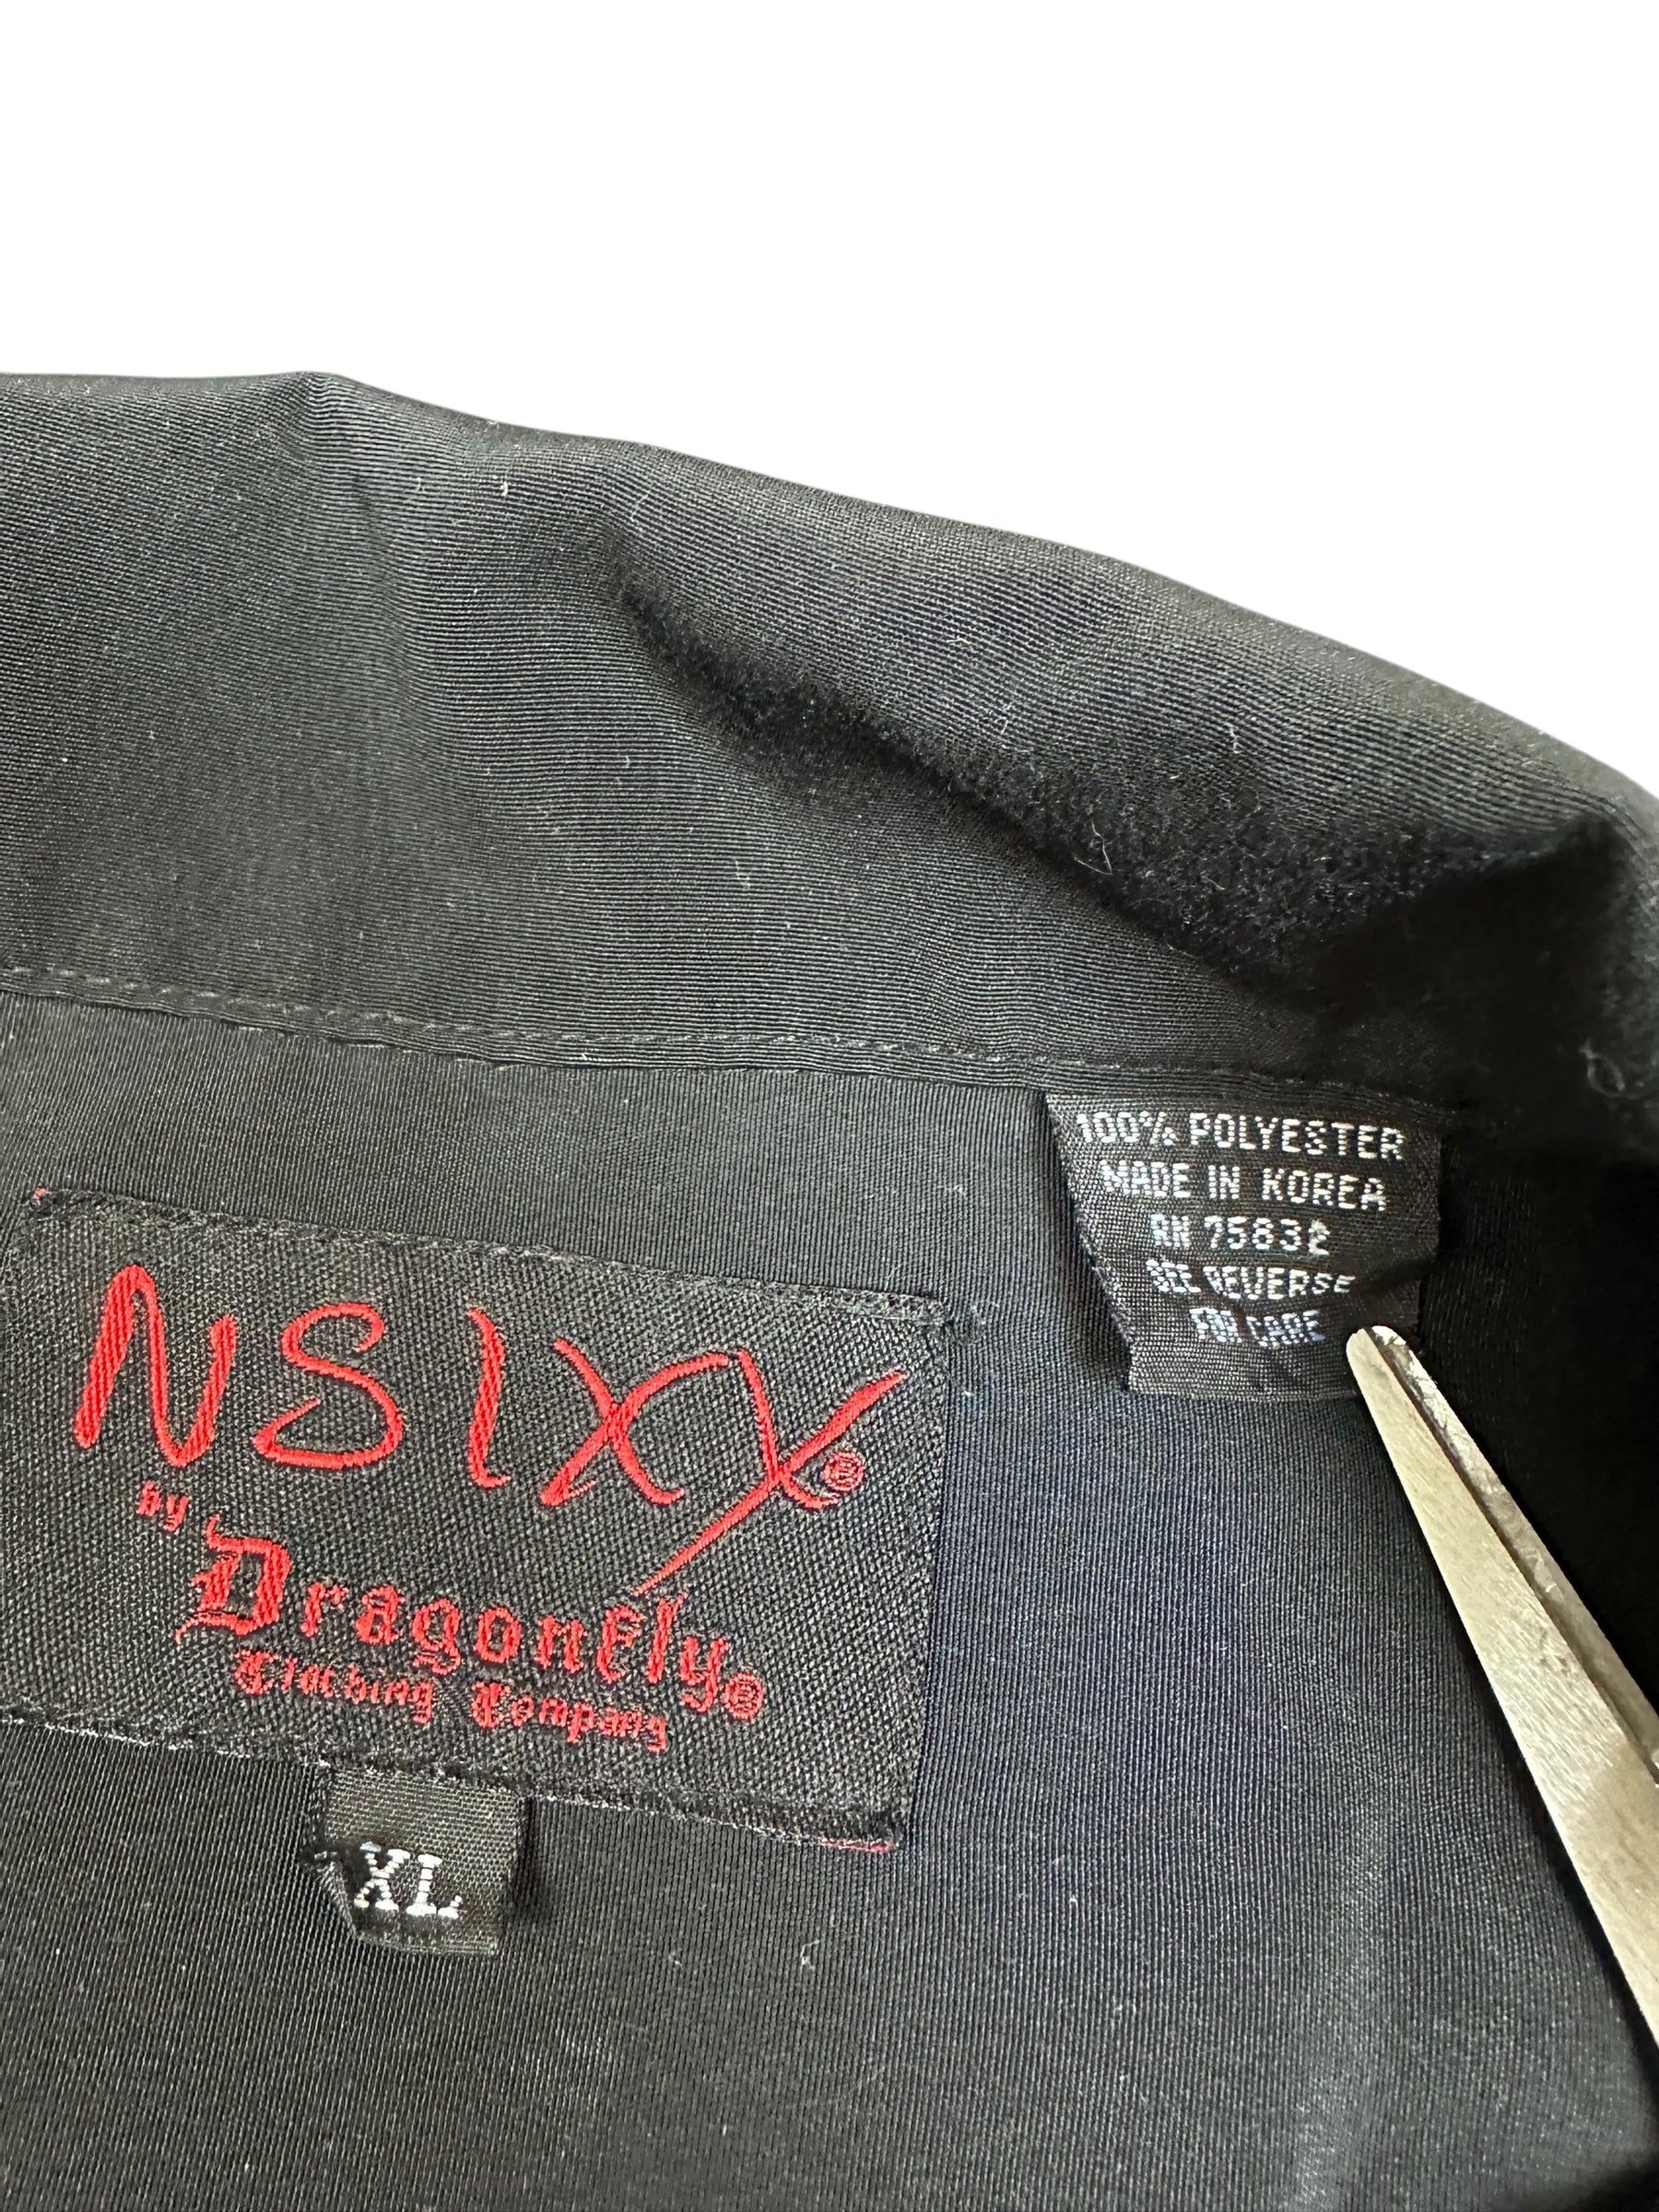 100% POLYESTER
MADE IN KOREA
RN 75832
SEE REVERSE
FOR CARE
NSIXX®
by Dragonfly®
Clothing Company
XL